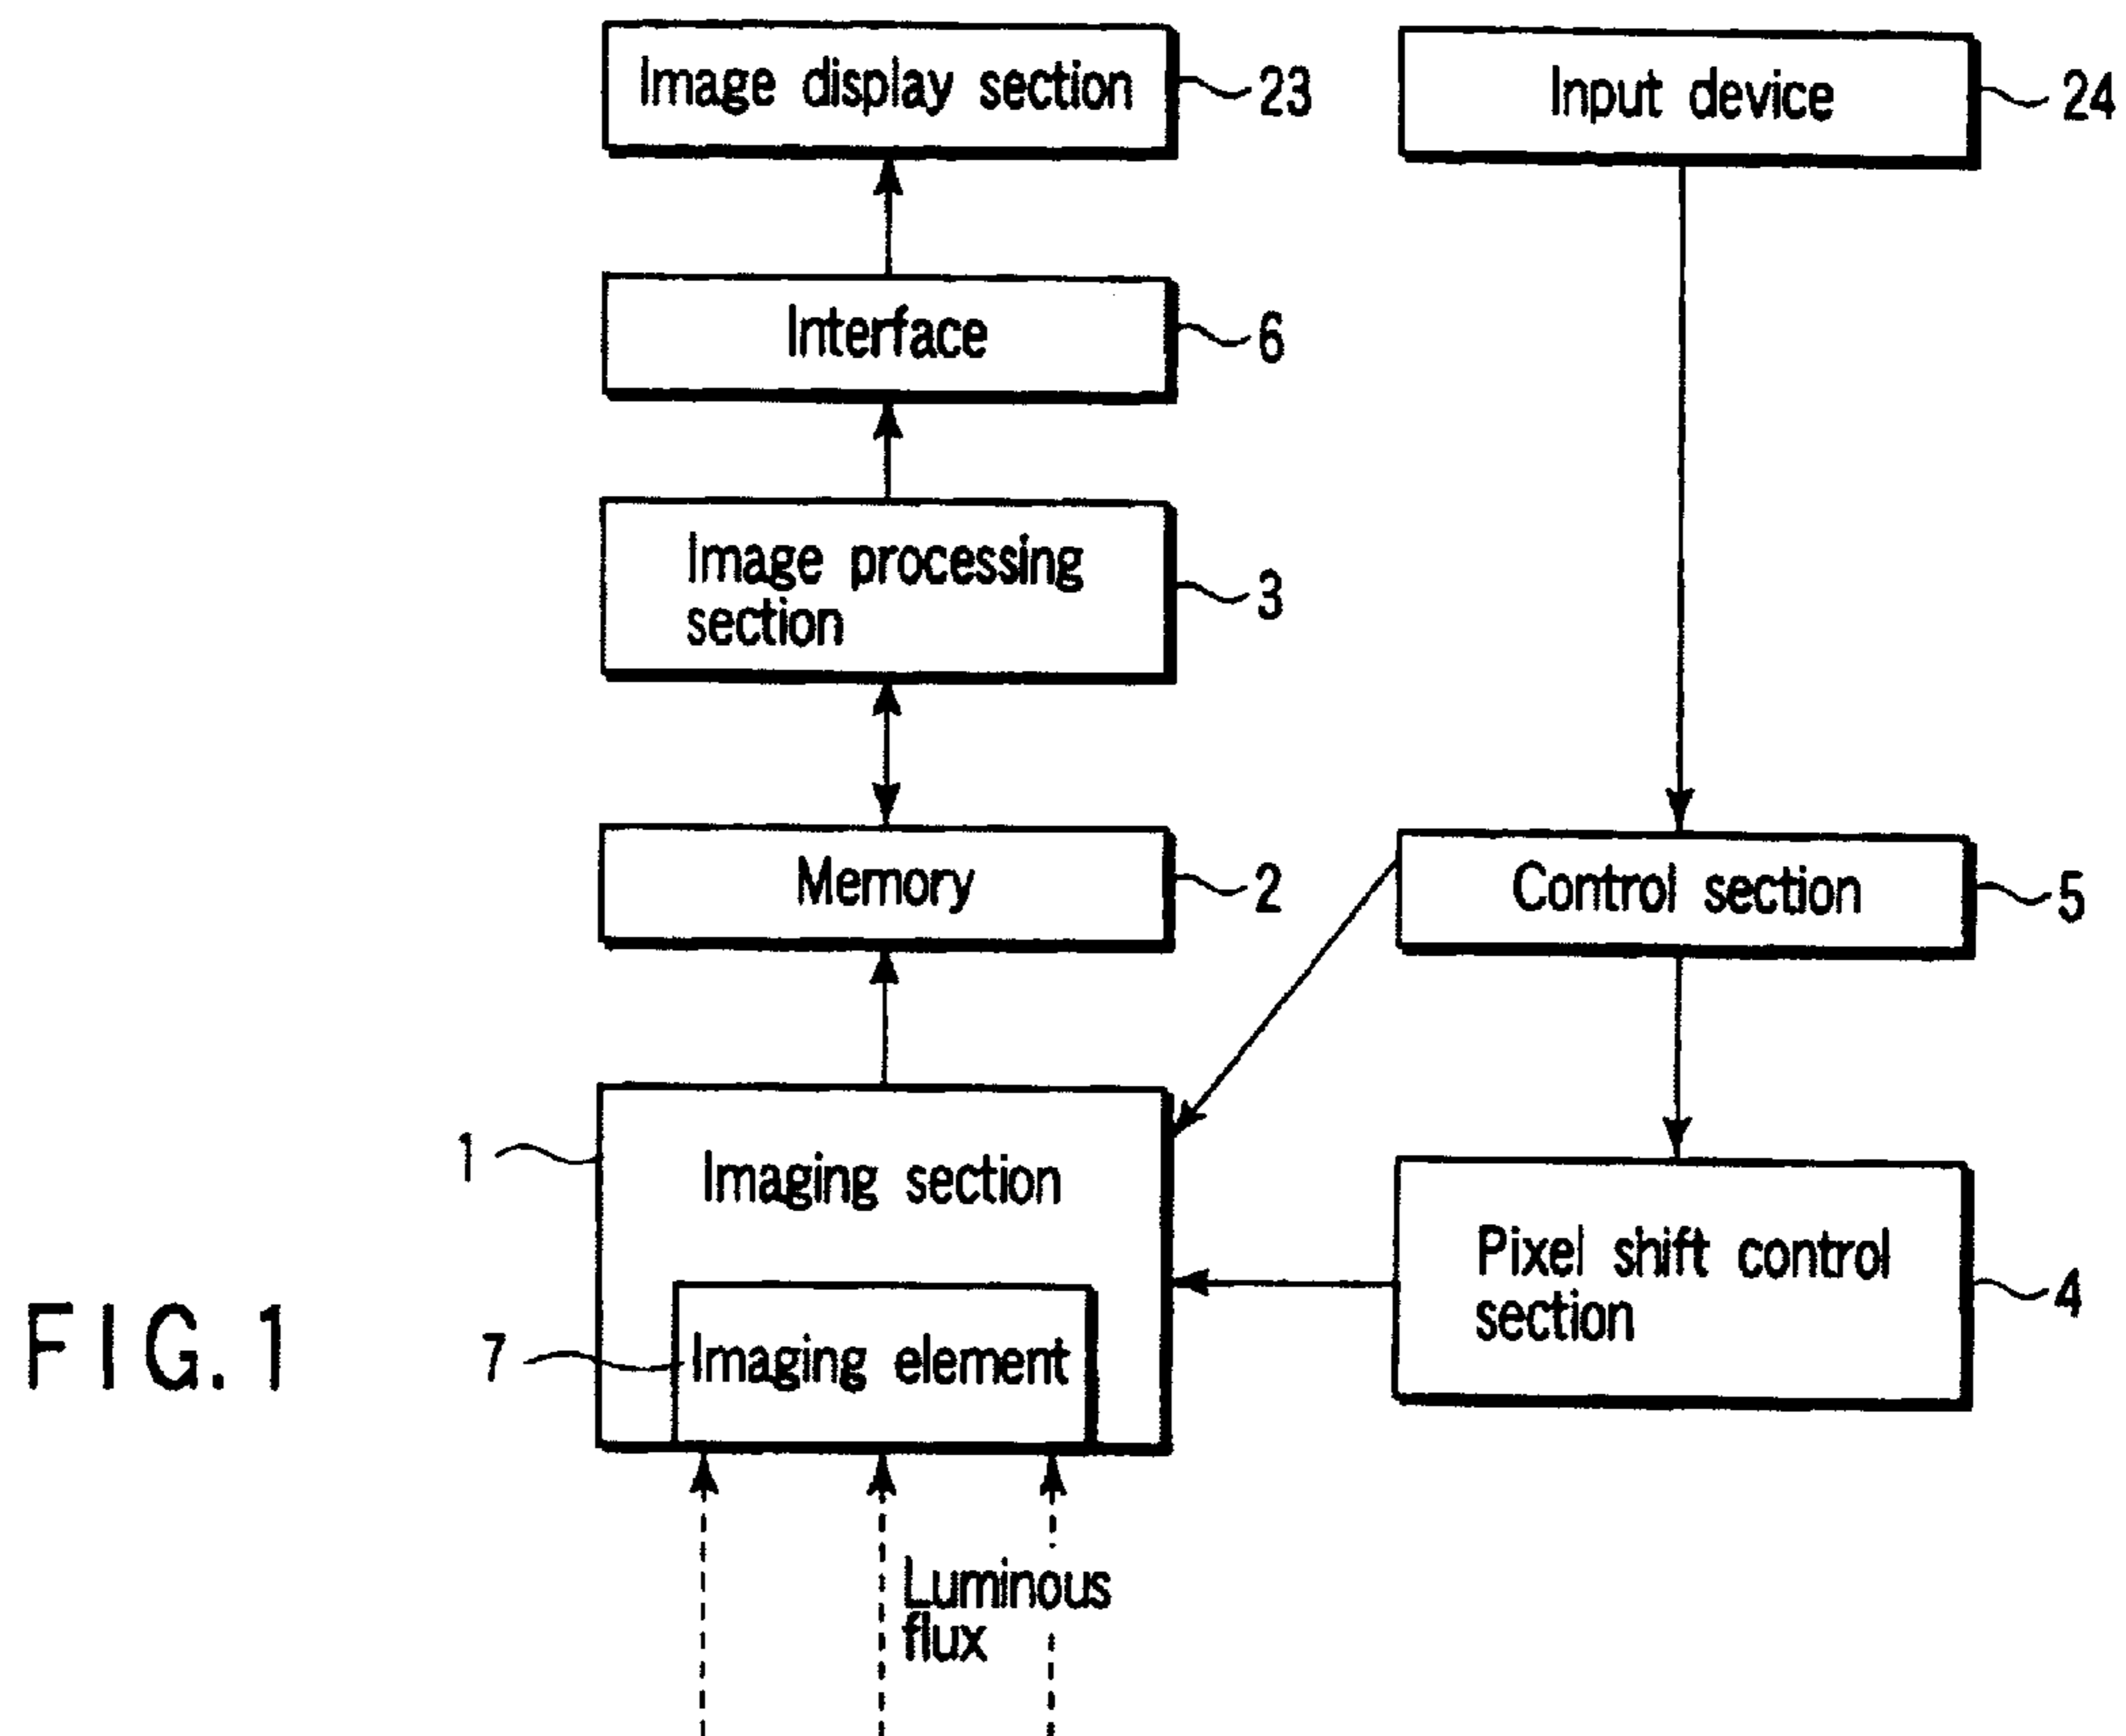 Image display section
23
Input device
24
Interface
6
Image processing
section
3
Memory
2
Control section
5
1
Imaging section
Pixel shift control
section
4
7
Imaging element
FIG. 1
Luminous
flux